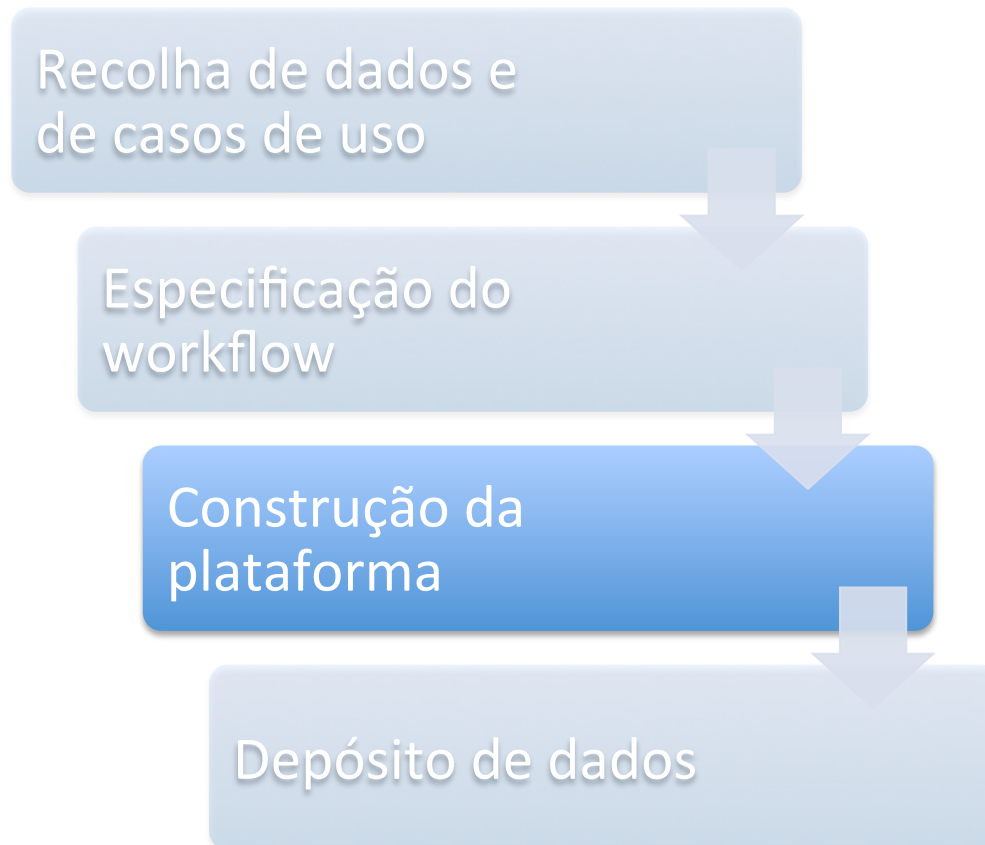 Recolha de dados e
de casos de uso
Especificação do
workflow
Construção da
plataforma
Depósito de dados